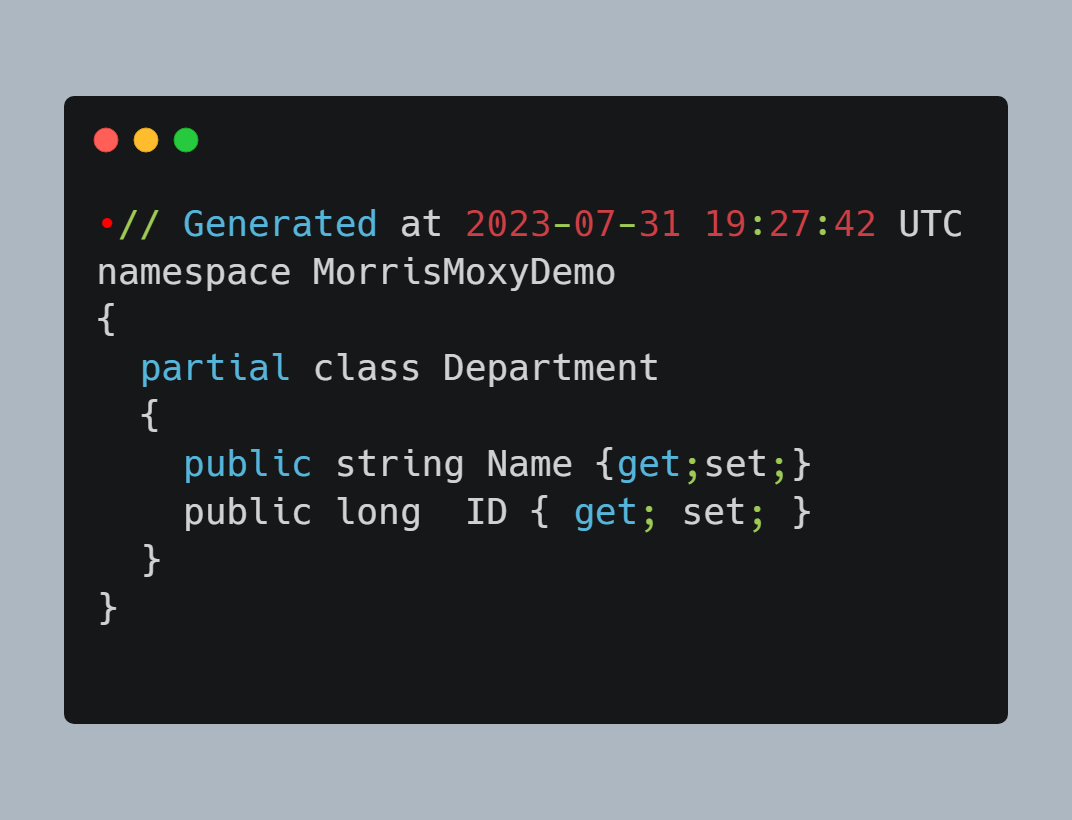 •// Generated at 2023-07-31 19:27:42 UTC
namespace MorrisMoxyDemo
{
  partial class Department
  {
    public string Name {get;set;}
    public long  ID { get; set; }
  }
}